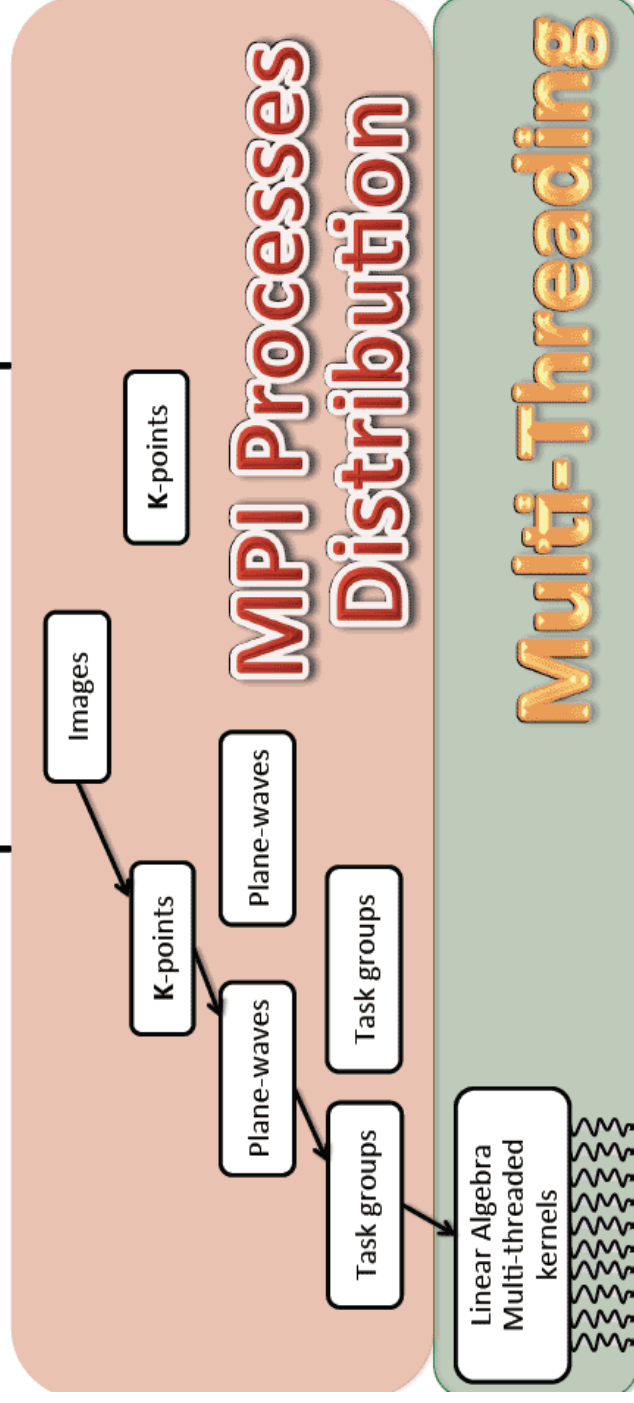 Images
K-points
K-points
Plane-waves
Plane-waves
Task groups
Task groups
MPI Processes
Distribution
Linear Algebra
Multi-threaded
kernels
Multi-Threading